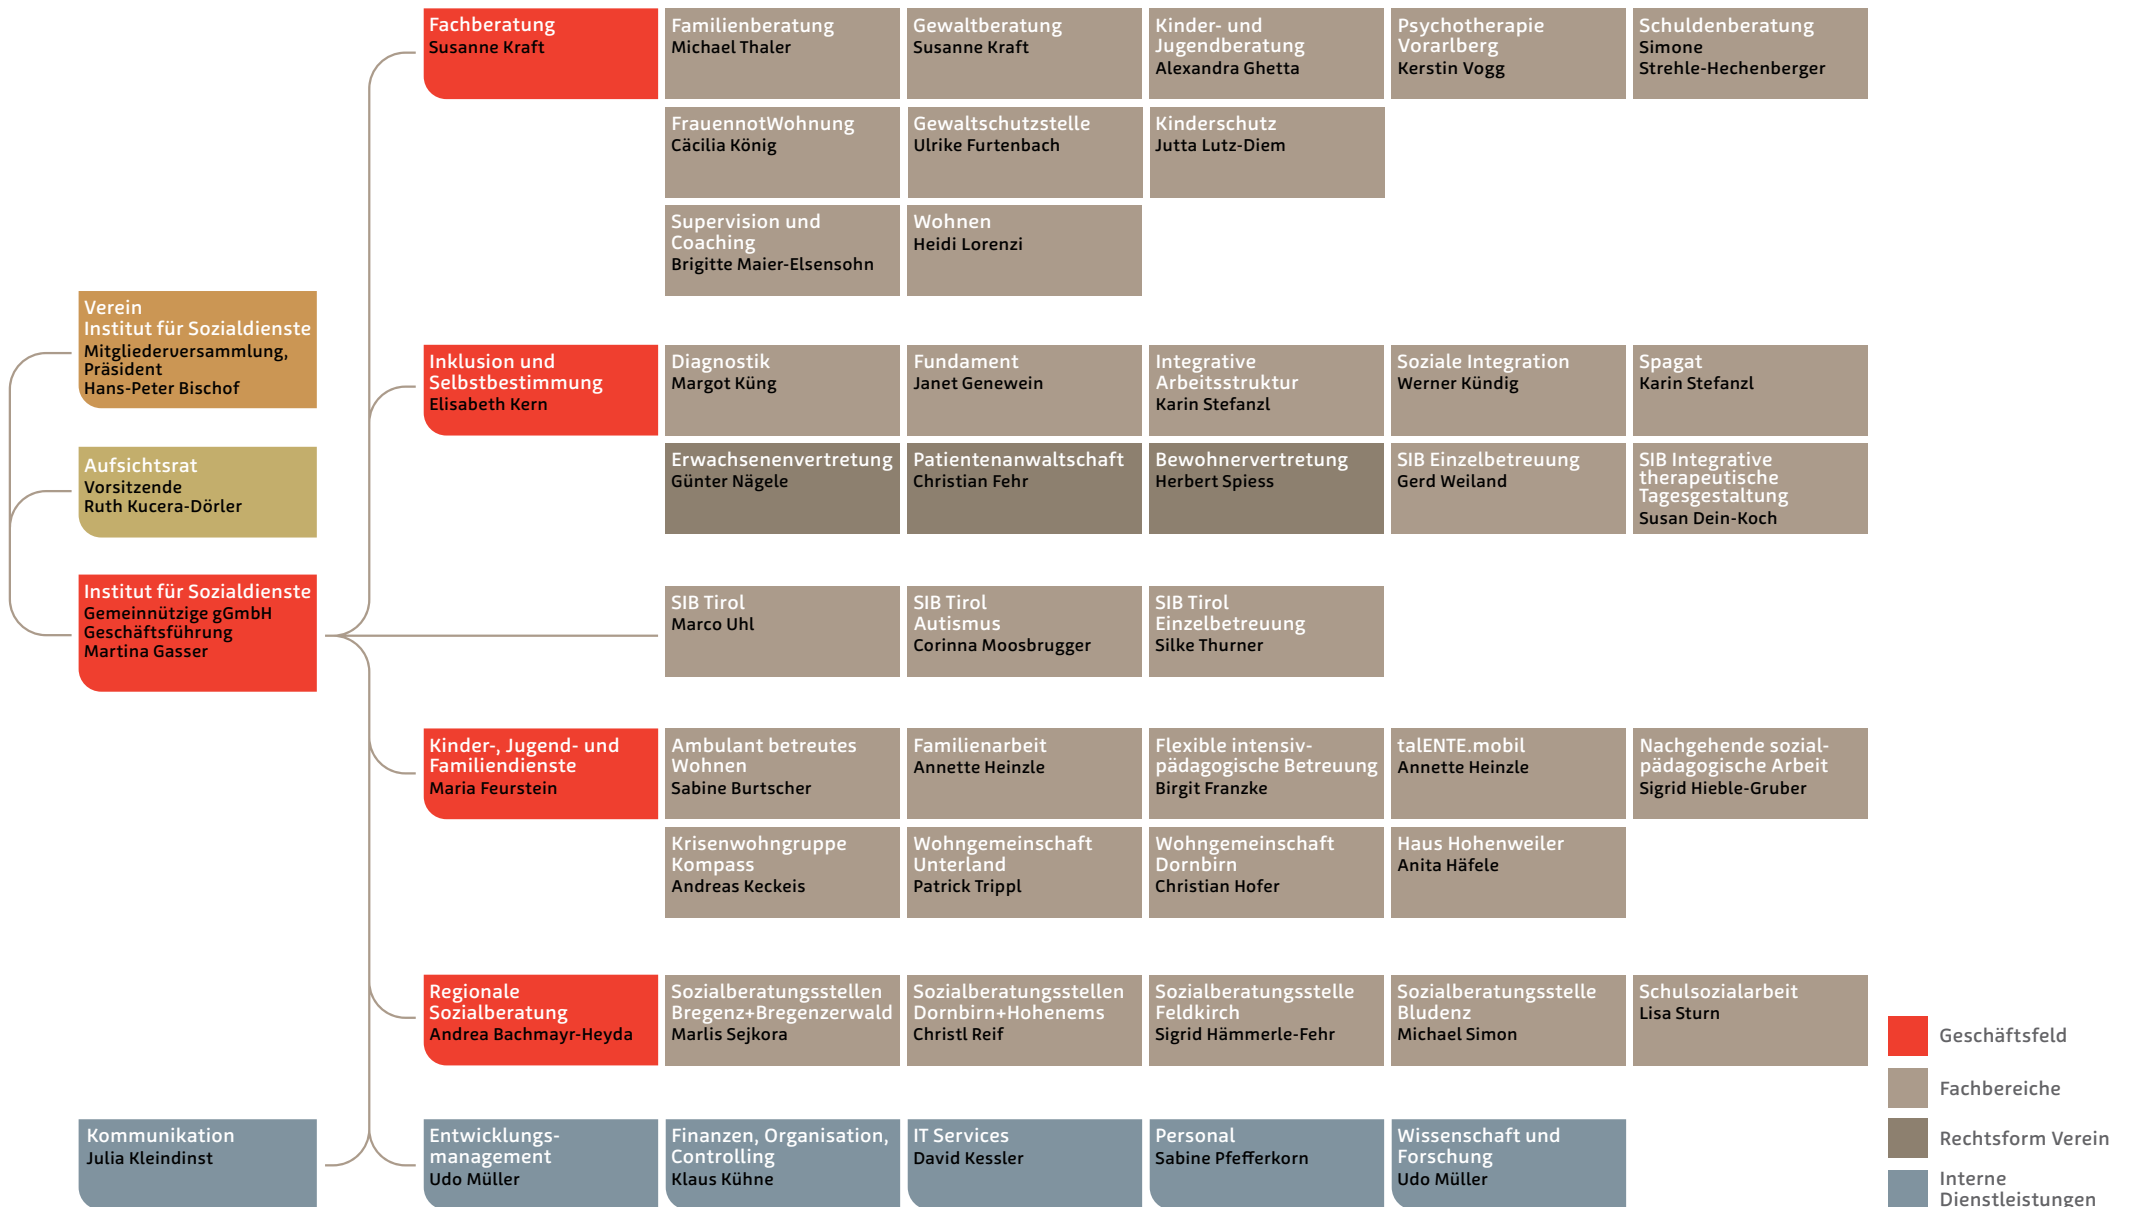 Fachberatung
Susanne Kraft
Familienberatung
Michael Thaler
Gewaltberatung
Susanne Kraft
Kinder- und
Jugendberatung
Alexandra Ghetta
Psychotherapie
Vorarlberg
Kerstin Vogg
Schuldenberatung
Simone
Strehle-Hechenberger
FrauennotWohnung
Cäcilia König
Gewaltschutzstelle
Ulrike Furtenbach
Kinderschutz
Jutta Lutz-Diem
Supervision und
Coaching
Brigitte Maier-Elsensohn
Wohnen
Heidi Lorenzi
Verein
Institut für Sozialdienste
Mitgliederversammlung,
Präsident
Hans-Peter Bischof
Inklusion und
Selbstbestimmung
Elisabeth Kern
Diagnostik
Margot Küng
Fundament
Janet Genewein
Integrative
Arbeitsstruktur
Karin Stefanzl
Soziale Integration
Werner Kündig
Spagat
Karin Stefanzl
Aufsichtsrat
Vorsitzende
Ruth Kucera-Dörler
Erwachsenenvertretung
Günter Nägele
Patientenanwaltschaft
Christian Fehr
Bewohnervertretung
Herbert Spiess
SIB Einzelbetreuung
Gerd Weiland
SIB Integrative
therapeutische
Tagesgestaltung
Susan Dein-Koch
Institut für Sozialdienste
Gemeinnützige gGmbH
Geschäftsführung
Martina Gasser
SIB Tirol
Marco Uhl
SIB Tirol
Autismus
Corinna Moosbrugger
SIB Tirol
Einzelbetreuung
Silke Thurner
Kinder-, Jugend- und
Familiendienste
Maria Feurstein
Ambulant betreutes
Wohnen
Sabine Burtscher
Familienarbeit
Annette Heinzle
Flexible intensiv-
pädagogische Betreuung
Birgit Franzke
talENTE.mobil
Annette Heinzle
Nachgehende sozial-
pädagogische Arbeit
Sigrid Hieble-Gruber
Krisenwohngruppe
Kompass
Andreas Keckeis
Wohngemeinschaft
Unterland
Patrick Trippl
Wohngemeinschaft
Dornbirn
Christian Hofer
Haus Hohenweiler
Anita Häfele
Regionale
Sozialberatung
Andrea Bachmayr-Heyda
Sozialberatungsstellen
Bregenz+Bregenzerwald
Marlis Sejkora
Sozialberatungsstellen
Dornbirn+Hohenems
Christl Reif
Sozialberatungsstelle
Feldkirch
Sigrid Hämmerle-Fehr
Sozialberatungsstelle
Bludenz
Michael Simon
Schulsozialarbeit
Lisa Sturn
Kommunikation
Julia Kleindinst
Entwicklungs-
management
Udo Müller
Finanzen, Organisation,
Controlling
Klaus Kühne
IT Services
David Kessler
Personal
Sabine Pfefferkorn
Wissenschaft und
Forschung
Udo Müller
Geschäftsfeld
Fachbereiche
Rechtsform Verein
Interne
Dienstleistungen